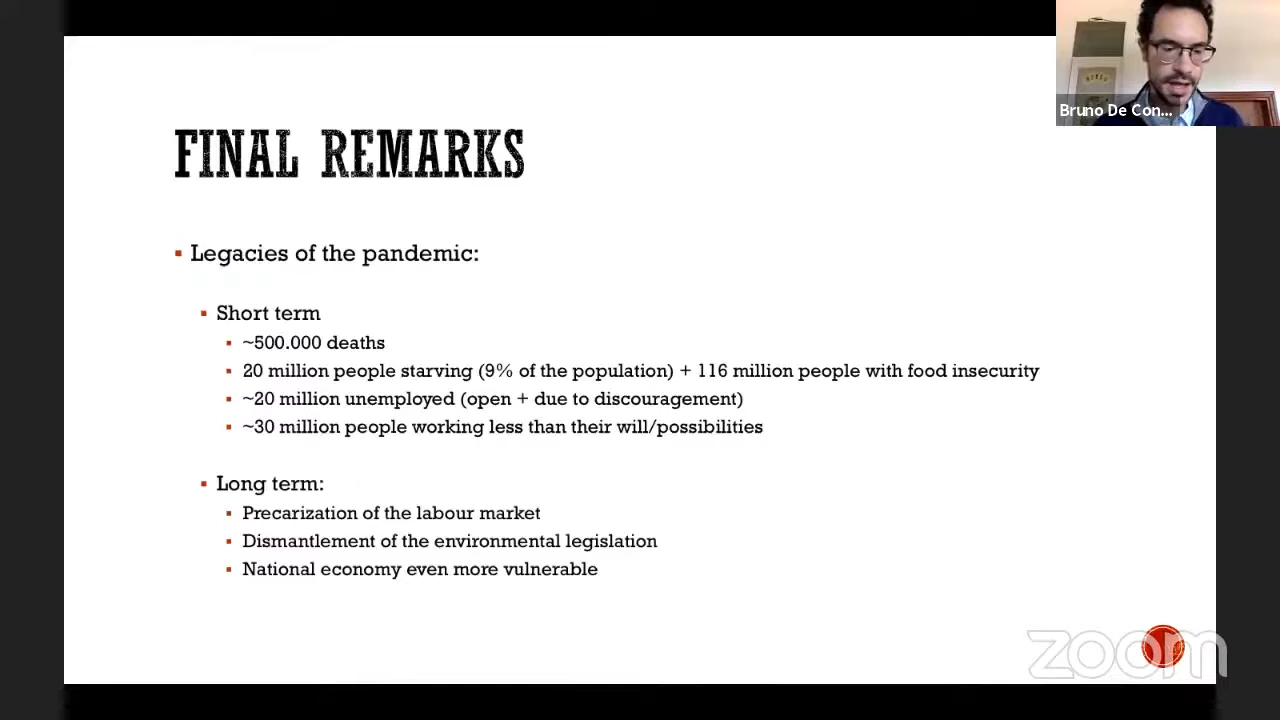 Bruno De Con...
FINAL REMARKS
▪ Legacies of the pandemic:
▪ Short term
▪ ~500.000 deaths
▪ 20 million people starving (9% of the population) + 116 million people with food insecurity
▪ ~20 million unemployed (open + due to discouragement)
▪ ~30 million people working less than their will/possibilities
▪ Long term:
▪ Precarization of the labour market
▪ Dismantlement of the environmental legislation
▪ National economy even more vulnerable
zoom